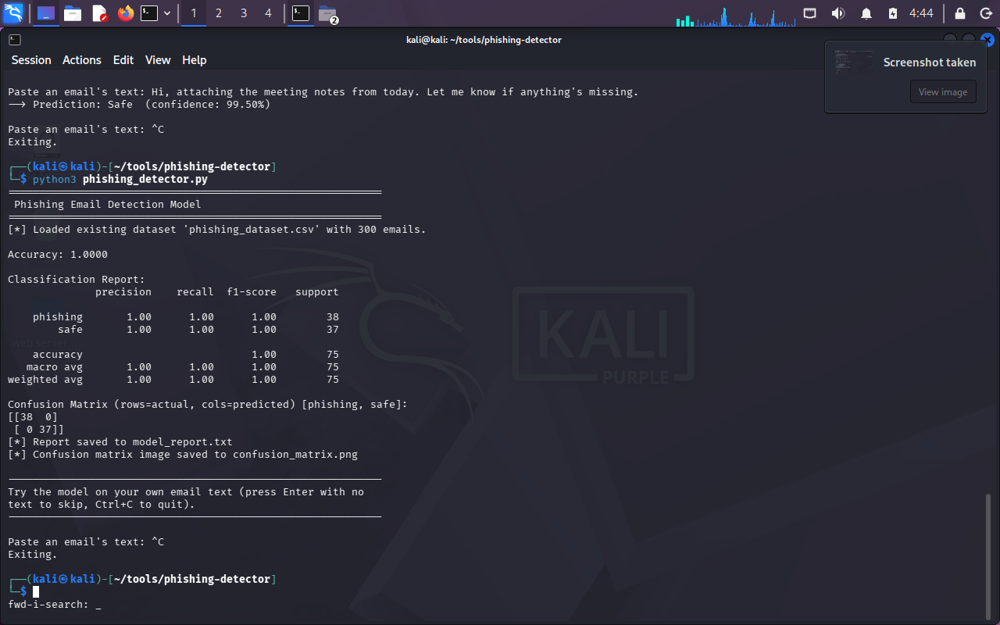 1 2 3 4 2 4:44
kali@kali: ~/tools/phishing-detector
Session Actions Edit View Help
Screenshot taken
View image
Paste an email's text: Hi, attaching the meeting notes from today. Let me know if anything's missing.
--> Prediction: Safe (confidence: 99.50%)
Paste an email's text: ^C
Exiting.
┌──(kali㉿kali)-[~/tools/phishing-detector]
└─$ python3 phishing_detector.py
============================================================
Phishing Email Detection Model
============================================================
[*] Loaded existing dataset 'phishing_dataset.csv' with 300 emails.
Accuracy: 1.0000
Classification Report:
precision recall f1-score support
phishing 1.00 1.00 1.00 38
safe 1.00 1.00 1.00 37
accuracy 1.00 75
macro avg 1.00 1.00 1.00 75
weighted avg 1.00 1.00 1.00 75
Confusion Matrix (rows=actual, cols=predicted) [phishing, safe]:
[[38 0]
[ 0 37]]
[*] Report saved to model_report.txt
[*] Confusion matrix image saved to confusion_matrix.png
------------------------------------------------------------
Try the model on your own email text (press Enter with no
text to skip, Ctrl+C to quit).
------------------------------------------------------------
Paste an email's text: ^C
Exiting.
┌──(kali㉿kali)-[~/tools/phishing-detector]
└─$
fwd-i-search: _
web server
KALI
PURPLE